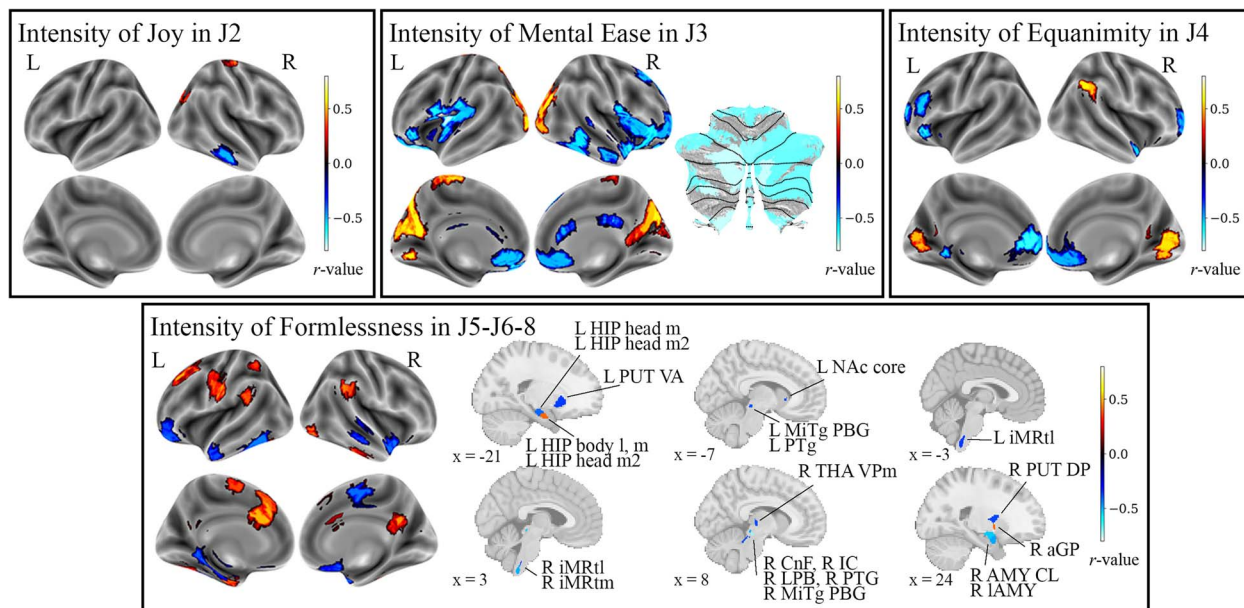 Intensity of Joy in J2
L
R
0.5
0.0
−0.5
r-value
Intensity of Mental Ease in J3
L
R
0.5
0.0
−0.5
r-value
Intensity of Equanimity in J4
L
R
0.5
0.0
−0.5
r-value
Intensity of Formlessness in J5-J6-8
L
R
L HIP head m
L HIP head m2
L PUT VA
L HIP body l, m
L HIP head m2
x = -21
L NAc core
L MiTg PBG
L PTg
x = -7
L iMRtl
x = -3
R iMRtl
R iMRtm
x = 3
R THA VPm
R CnF, R IC
R LPB, R PTG
R MiTg PBG
x = 8
R PUT DP
R aGP
R AMY CL
R lAMY
x = 24
0.5
0.0
−0.5
r-value